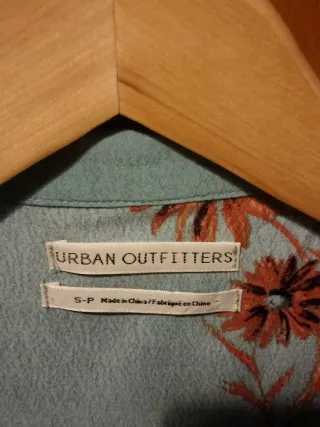 URBAN OUTFITTERS
S-P Made in China / Fabriqué en Chine